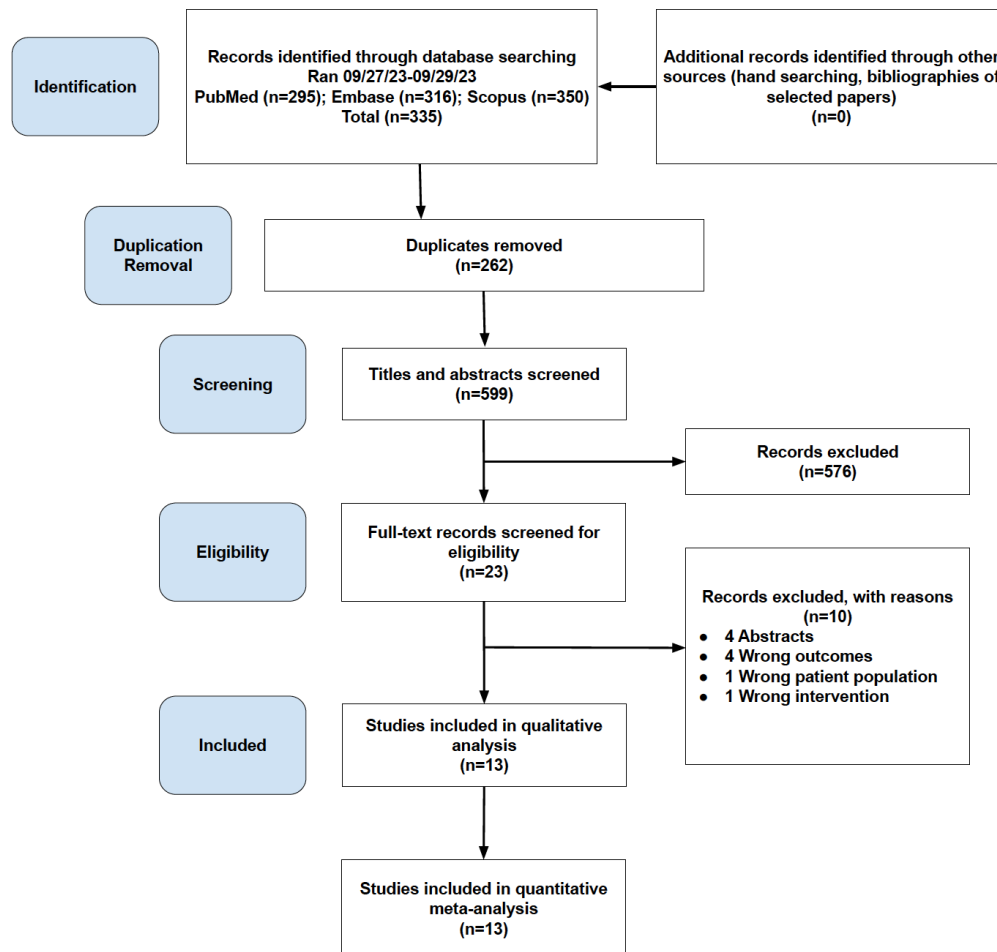 Identification
Records identified through database searching
Ran 09/27/23-09/29/23
PubMed (n=295); Embase (n=316); Scopus (n=350)
Total (n=335)
Additional records identified through other
sources (hand searching, bibliographies of
selected papers)
(n=0)
Duplication
Removal
Duplicates removed
(n=262)
Screening
Titles and abstracts screened
(n=599)
Records excluded
(n=576)
Eligibility
Full-text records screened for
eligibility
(n=23)
Records excluded, with reasons
(n=10)
● 4 Abstracts
● 4 Wrong outcomes
● 1 Wrong patient population
● 1 Wrong intervention
Included
Studies included in qualitative
analysis
(n=13)
Studies included in quantitative
meta-analysis
(n=13)